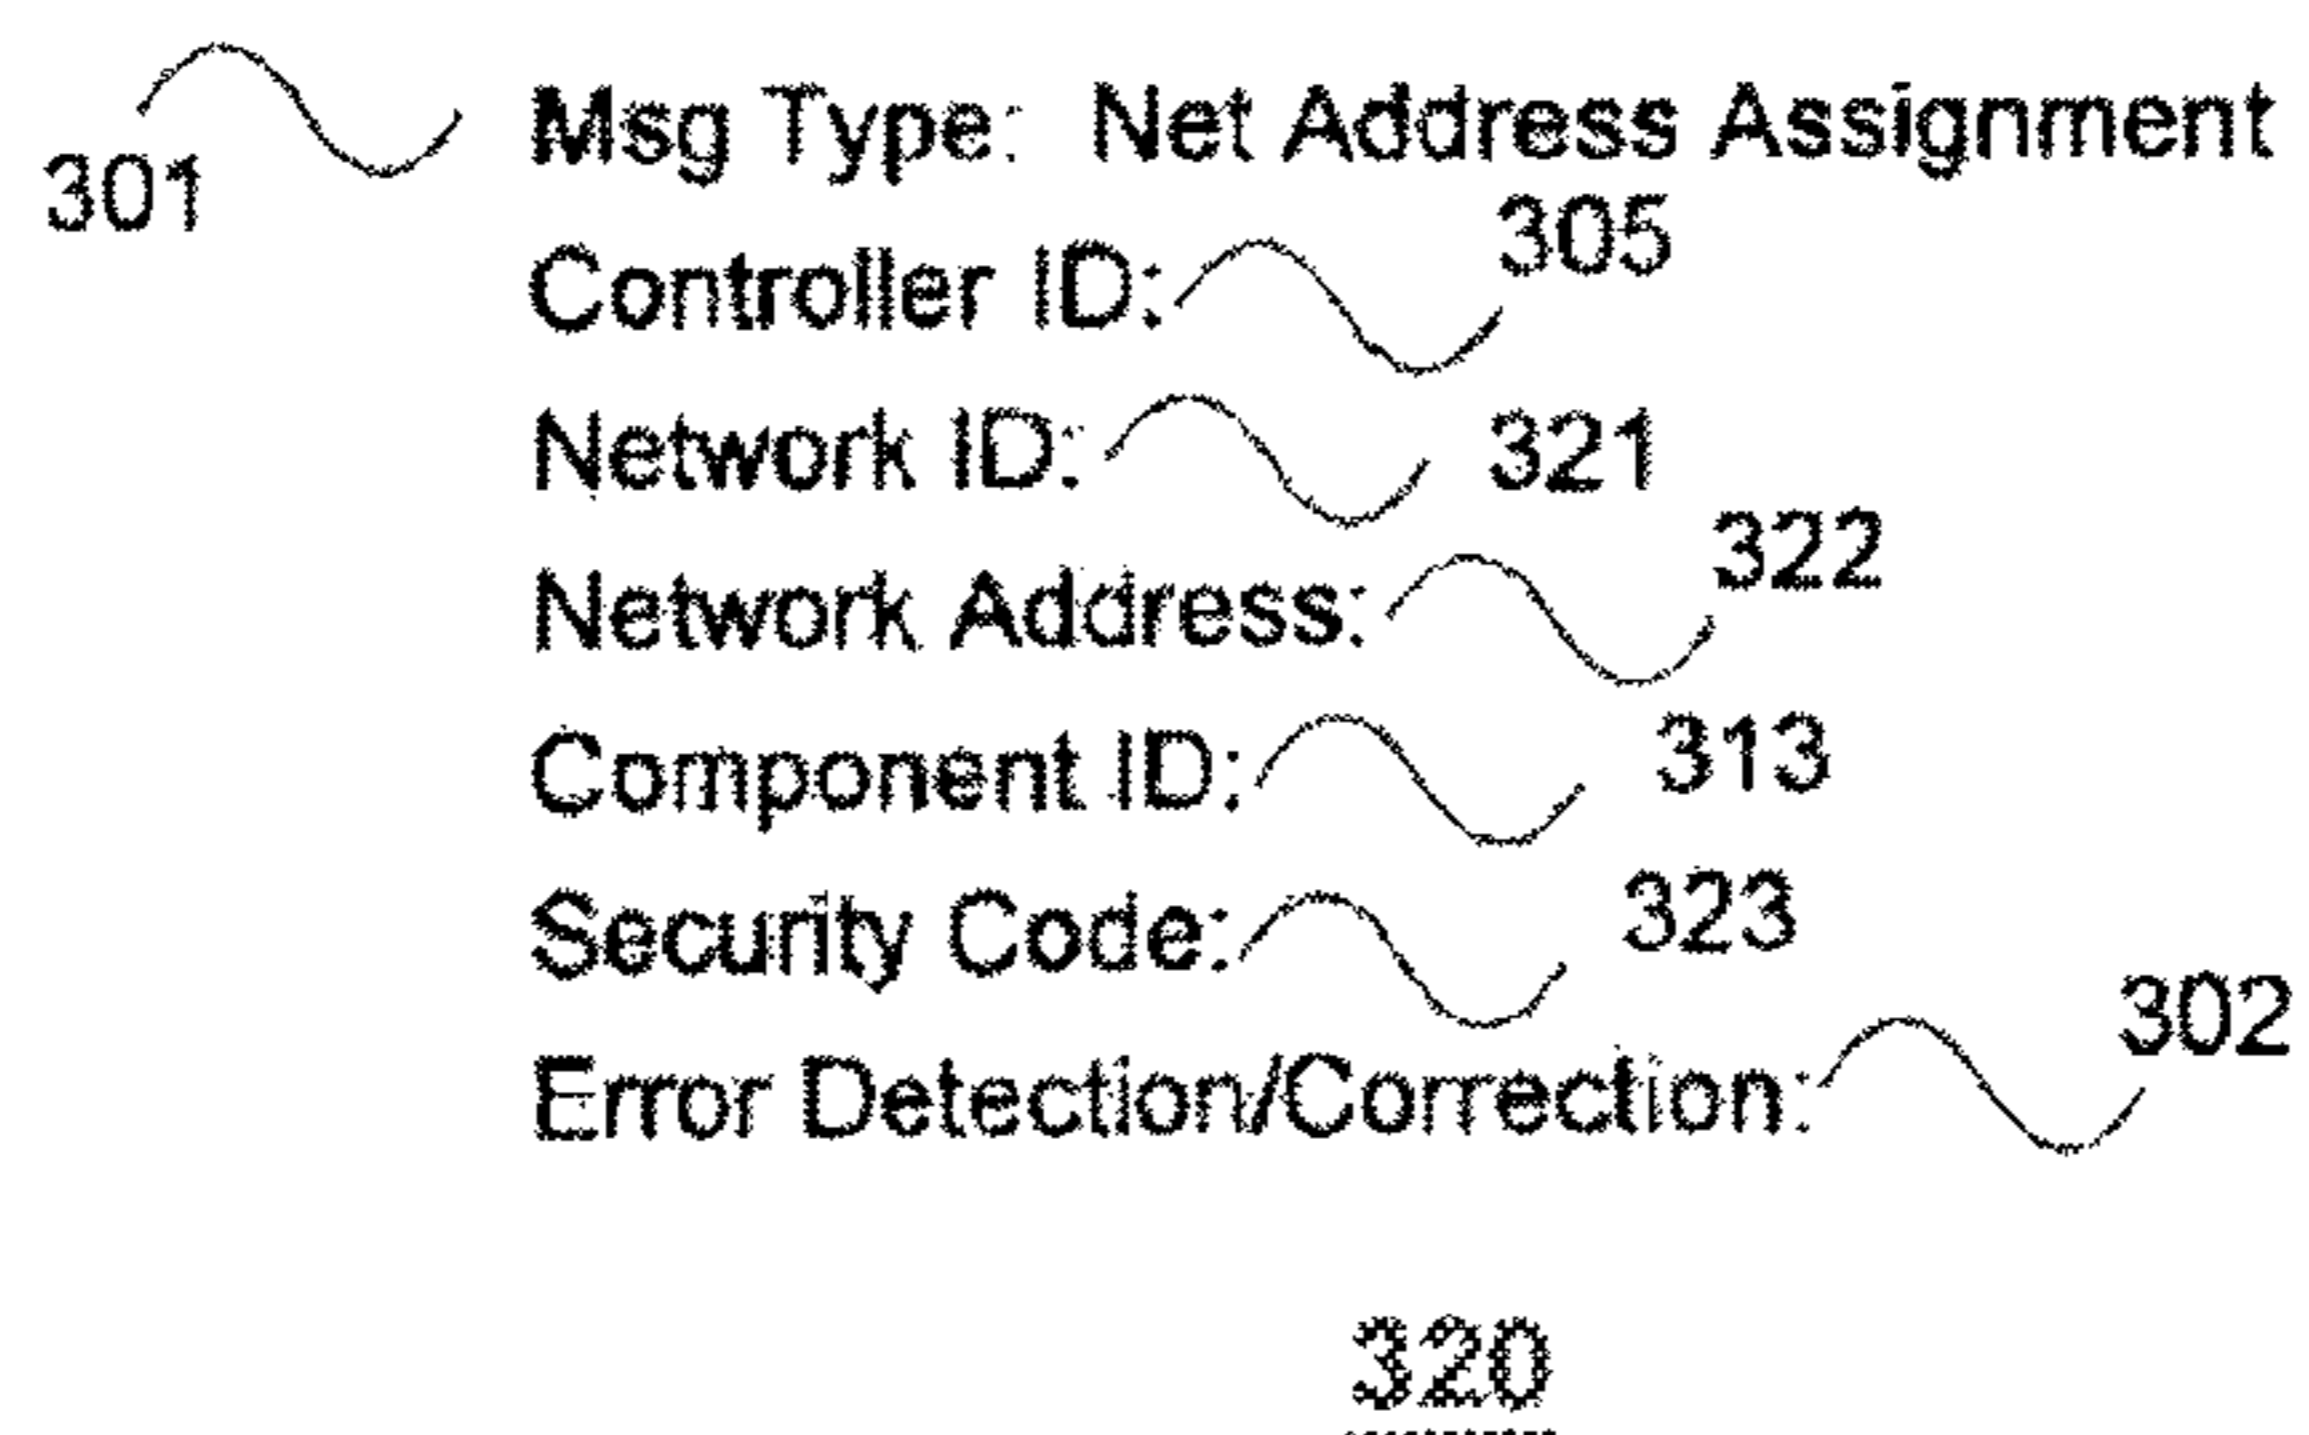 301 Msg Type: Net Address Assignment
Controller ID: 305
Network ID: 321
Network Address: 322
Component ID: 313
Security Code: 323
Error Detection/Correction: 302
320